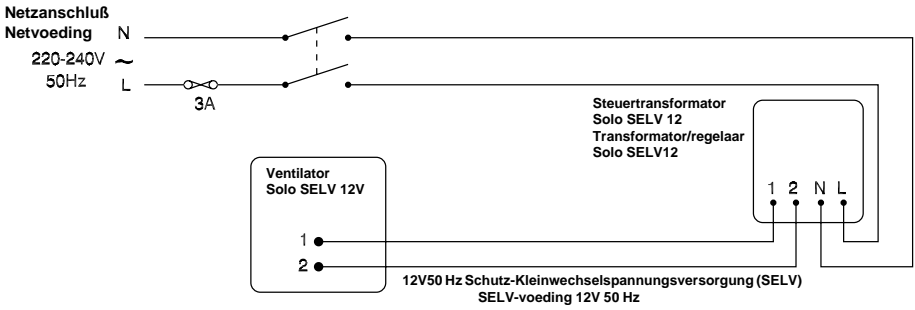 Netzanschluß
Netvoeding N
220-240V ~
50Hz L
3A
Steuertransformator
Solo SELV 12
Transformator/regelaar
Solo SELV12
Ventilator
Solo SELV 12V
1 2 N L
1
2
12V50 Hz Schutz-Kleinwechselspannungsversorgung (SELV)
SELV-voeding 12V 50 Hz